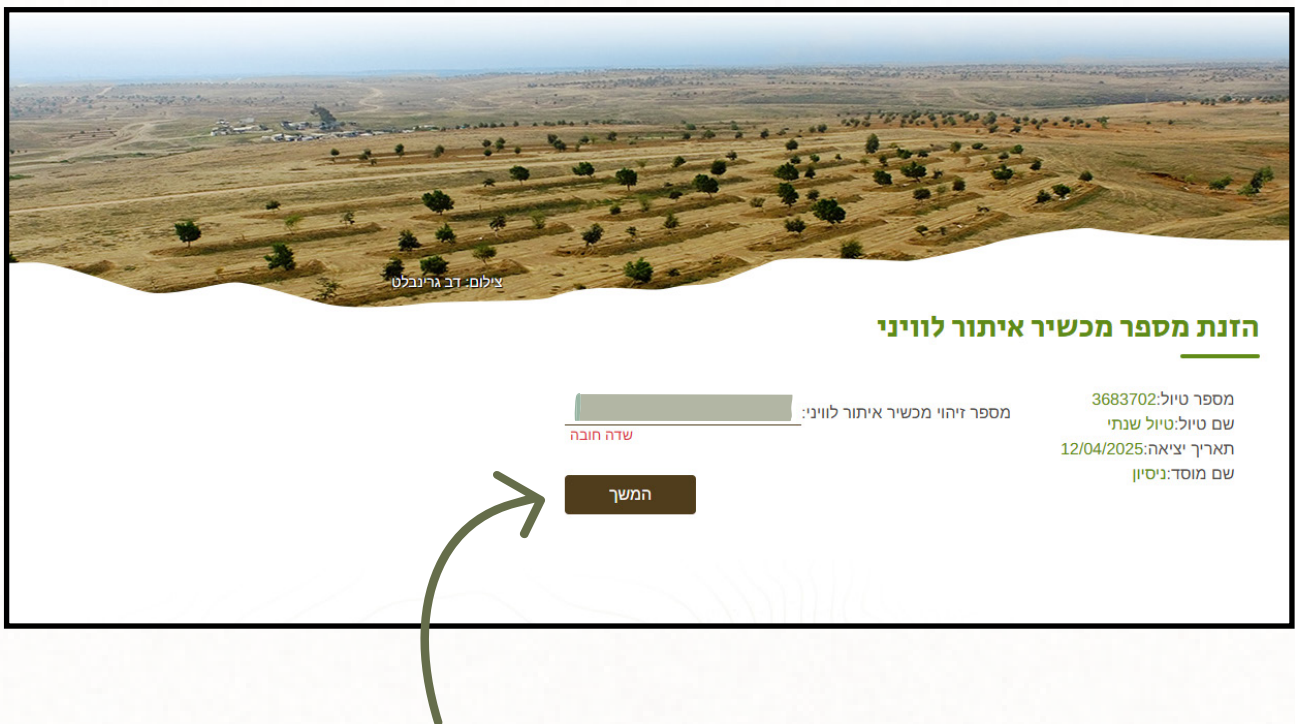 צילום: דב גרינבלט
הזנת מספר מכשיר איתור לוויני
מספר טיול:3683702
שם טיול:טיול שנתי
תאריך יציאה:12/04/2025
שם מוסד:ניסיון
מספר זיהוי מכשיר איתור לוויני:
שדה חובה
המשך